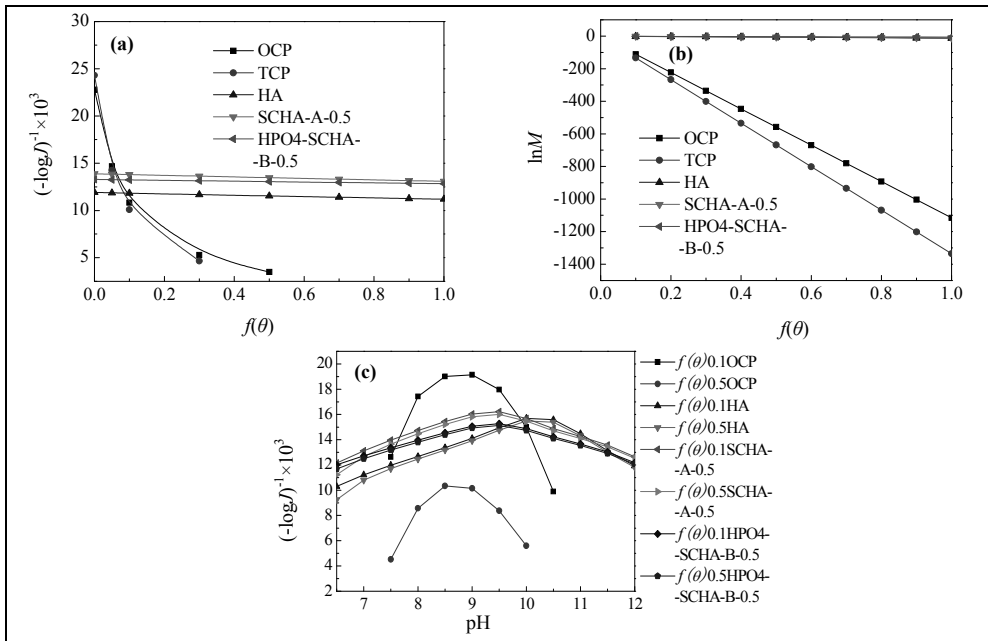 (a)
OCP
TCP
HA
SCHA-A-0.5
HPO4-SCHA-
-B-0.5
(-logJ)⁻¹×10³
30
25
20
15
10
5
0.0 0.2 0.4 0.6 0.8 1.0
f(θ)
(b)
OCP
TCP
HA
SCHA-A-0.5
HPO4-SCHA-
-B-0.5
lnM
0
-200
-400
-600
-800
-1000
-1200
-1400
0.0 0.2 0.4 0.6 0.8 1.0
f(θ)
(c)
(-logJ)⁻¹×10³
20
18
16
14
12
10
8
6
4
2
7 8 9 10 11 12
pH
f(θ)0.1OCP
f(θ)0.5OCP
f(θ)0.1HA
f(θ)0.5HA
f(θ)0.1SCHA-
-A-0.5
f(θ)0.5SCHA-
-A-0.5
f(θ)0.1HPO4-
-SCHA-B-0.5
f(θ)0.5HPO4-
-SCHA-B-0.5